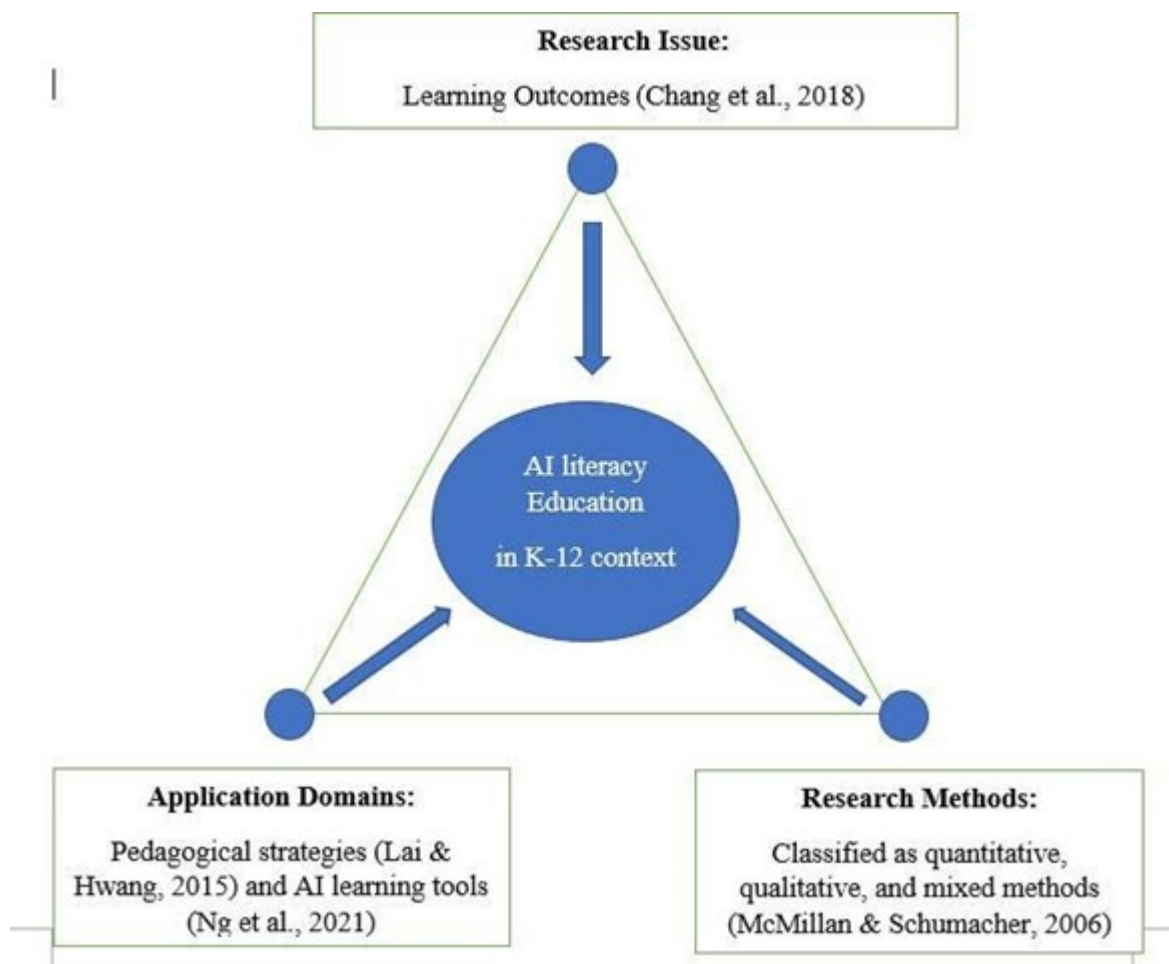 Research Issue:
Learning Outcomes (Chang et al., 2018)
AI literacy
Education
in K-12 context
Application Domains:
Pedagogical strategies (Lai &
Hwang, 2015) and AI learning tools
(Ng et al., 2021)
Research Methods:
Classified as quantitative,
qualitative, and mixed methods
(McMillan & Schumacher, 2006)